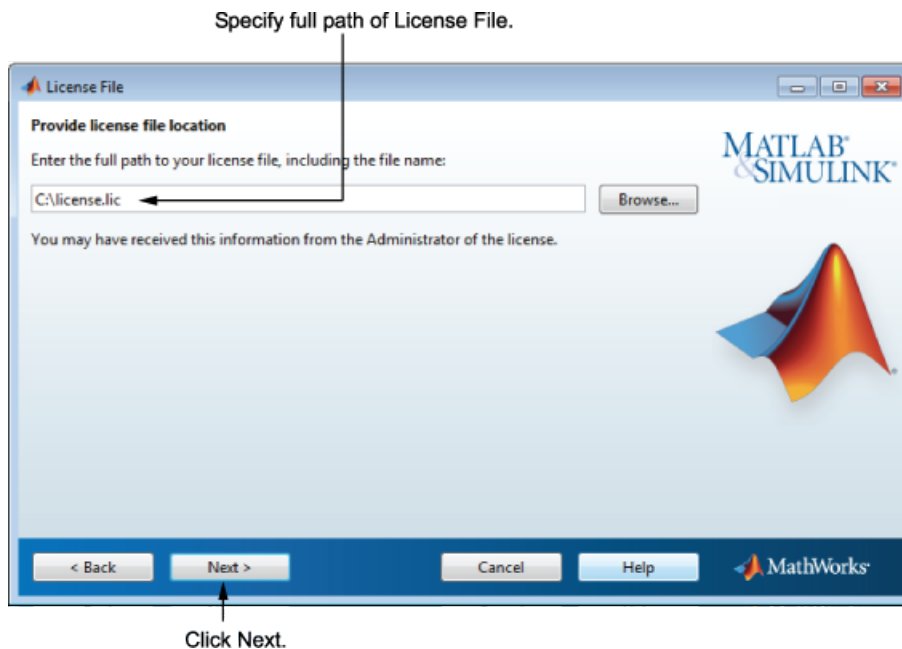 Specify full path of License File.
License File
Provide license file location
Enter the full path to your license file, including the file name:
C:\license.lic
Browse...
You may have received this information from the Administrator of the license.
MATLAB®
&SIMULINK®
< Back
Next >
Cancel
Help
MathWorks®
Click Next.